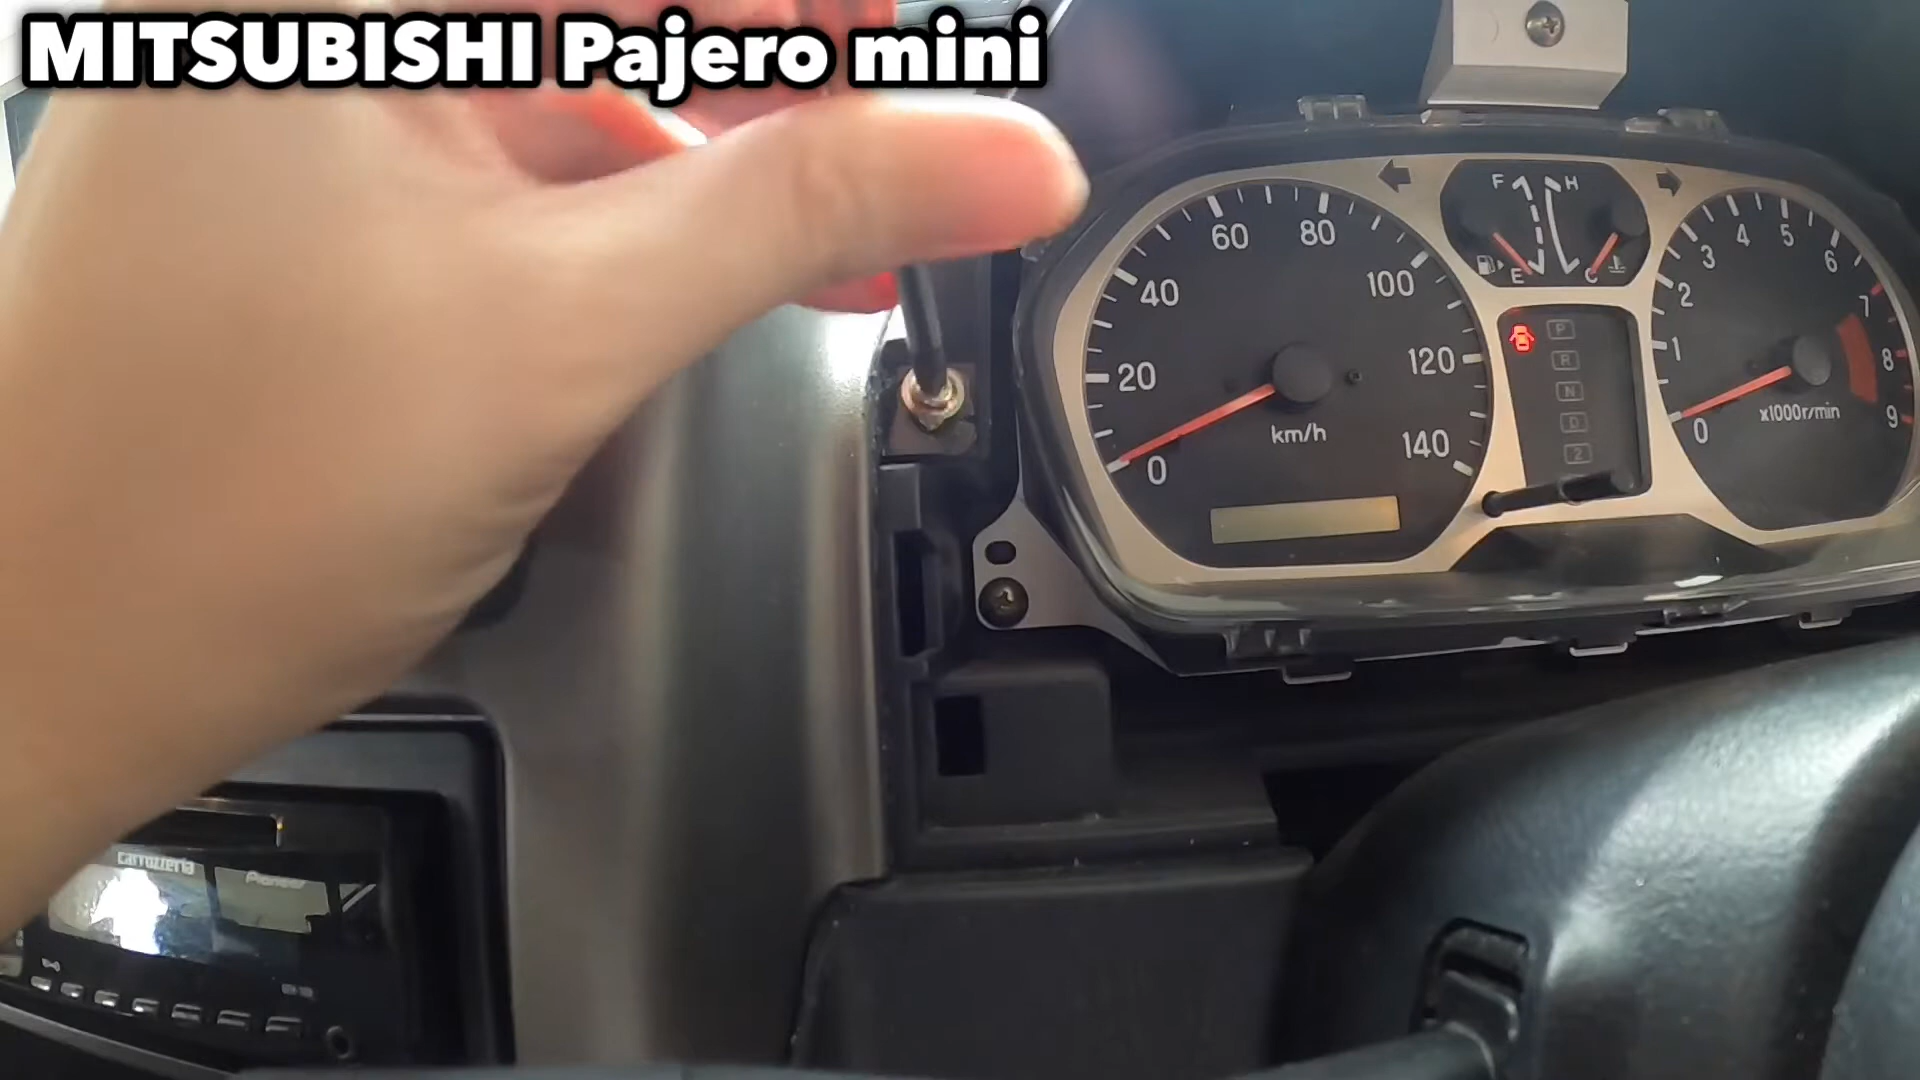 MITSUBISHI Pajero mini
F H
E C
60 80
40 100
20 120
0 140
km/h
P
R
N
D
2
4 5
3 6
2 7
1 8
0 9
x1000r/min
carrozzeria
Pioneer